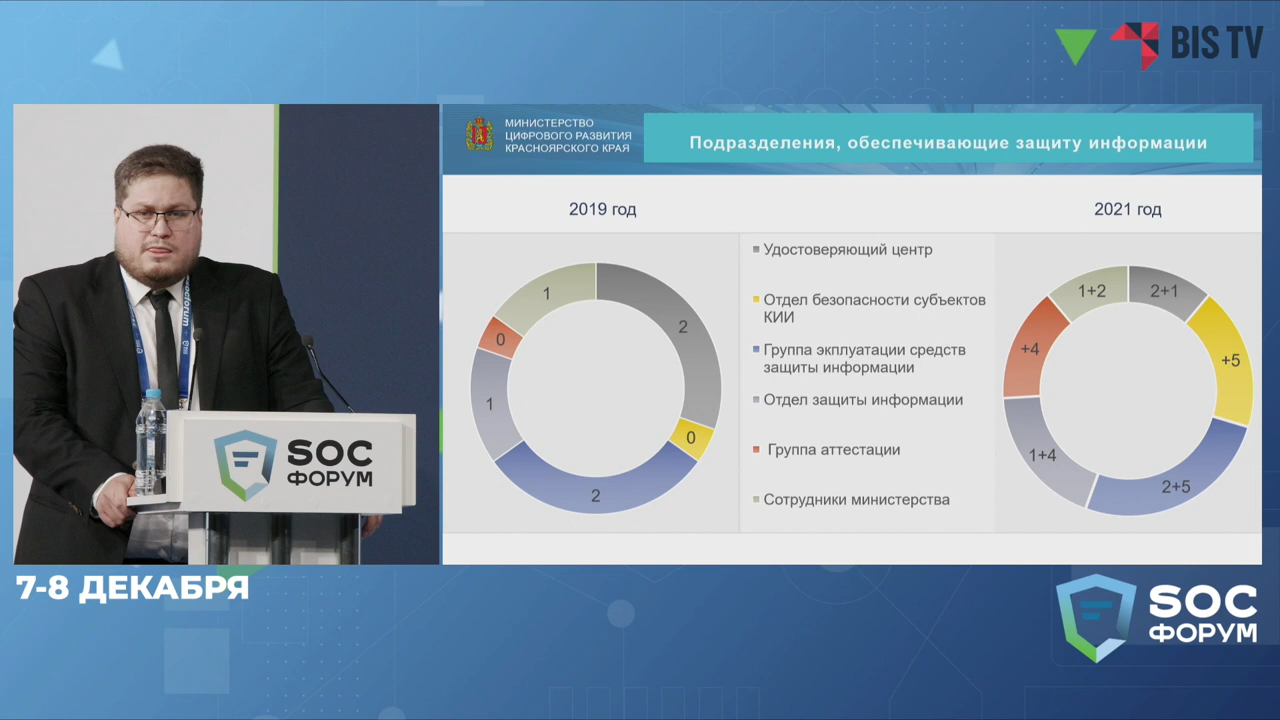 BIS TV
МИНИСТЕРСТВО
ЦИФРОВОГО РАЗВИТИЯ
КРАСНОЯРСКОГО КРАЯ
Подразделения, обеспечивающие защиту информации
2019 год
2021 год
1
2
0
1
0
2
Удостоверяющий центр
Отдел безопасности субъектов
КИИ
Группа экплуатации средств
защиты информации
Отдел защиты информации
Группа аттестации
Сотрудники министерства
1+2
2+1
+4
+5
1+4
2+5
socforum
SOC
ФОРУМ
7-8 ДЕКАБРЯ
SOC
ФОРУМ